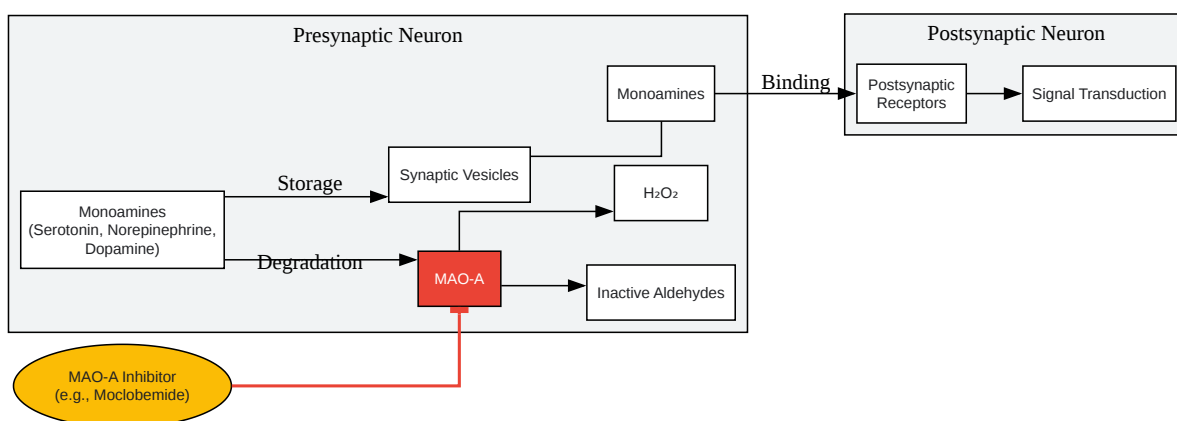 Presynaptic Neuron
Postsynaptic Neuron
Monoamines
Binding
Postsynaptic
Receptors
Signal Transduction
Synaptic Vesicles
Storage
H₂O₂
Monoamines
(Serotonin, Norepinephrine,
Dopamine)
Degradation
MAO-A
Inactive Aldehydes
MAO-A Inhibitor
(e.g., Moclobemide)